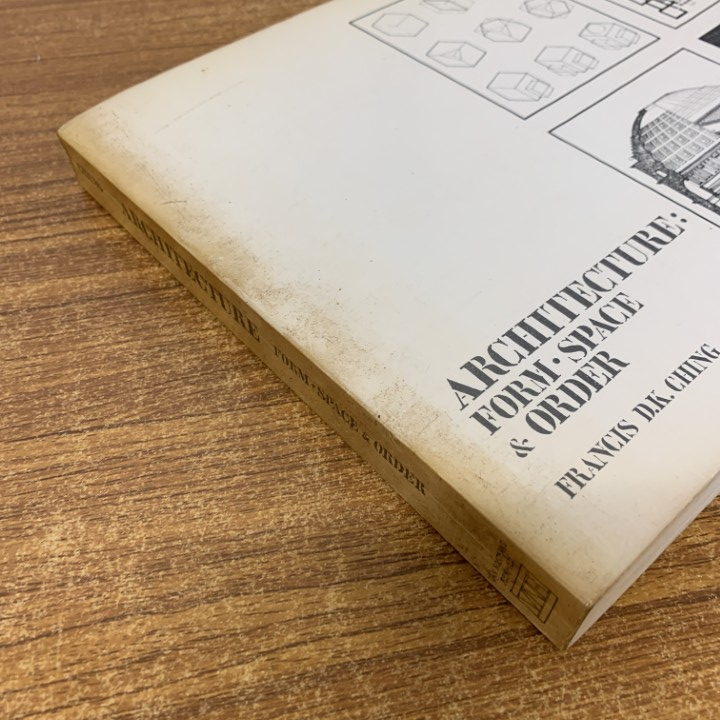 ARCHITECTURE:
FORM · SPACE
& ORDER
FRANCIS D.K. CHING
ARCHITECTURE FORM · SPACE & ORDER